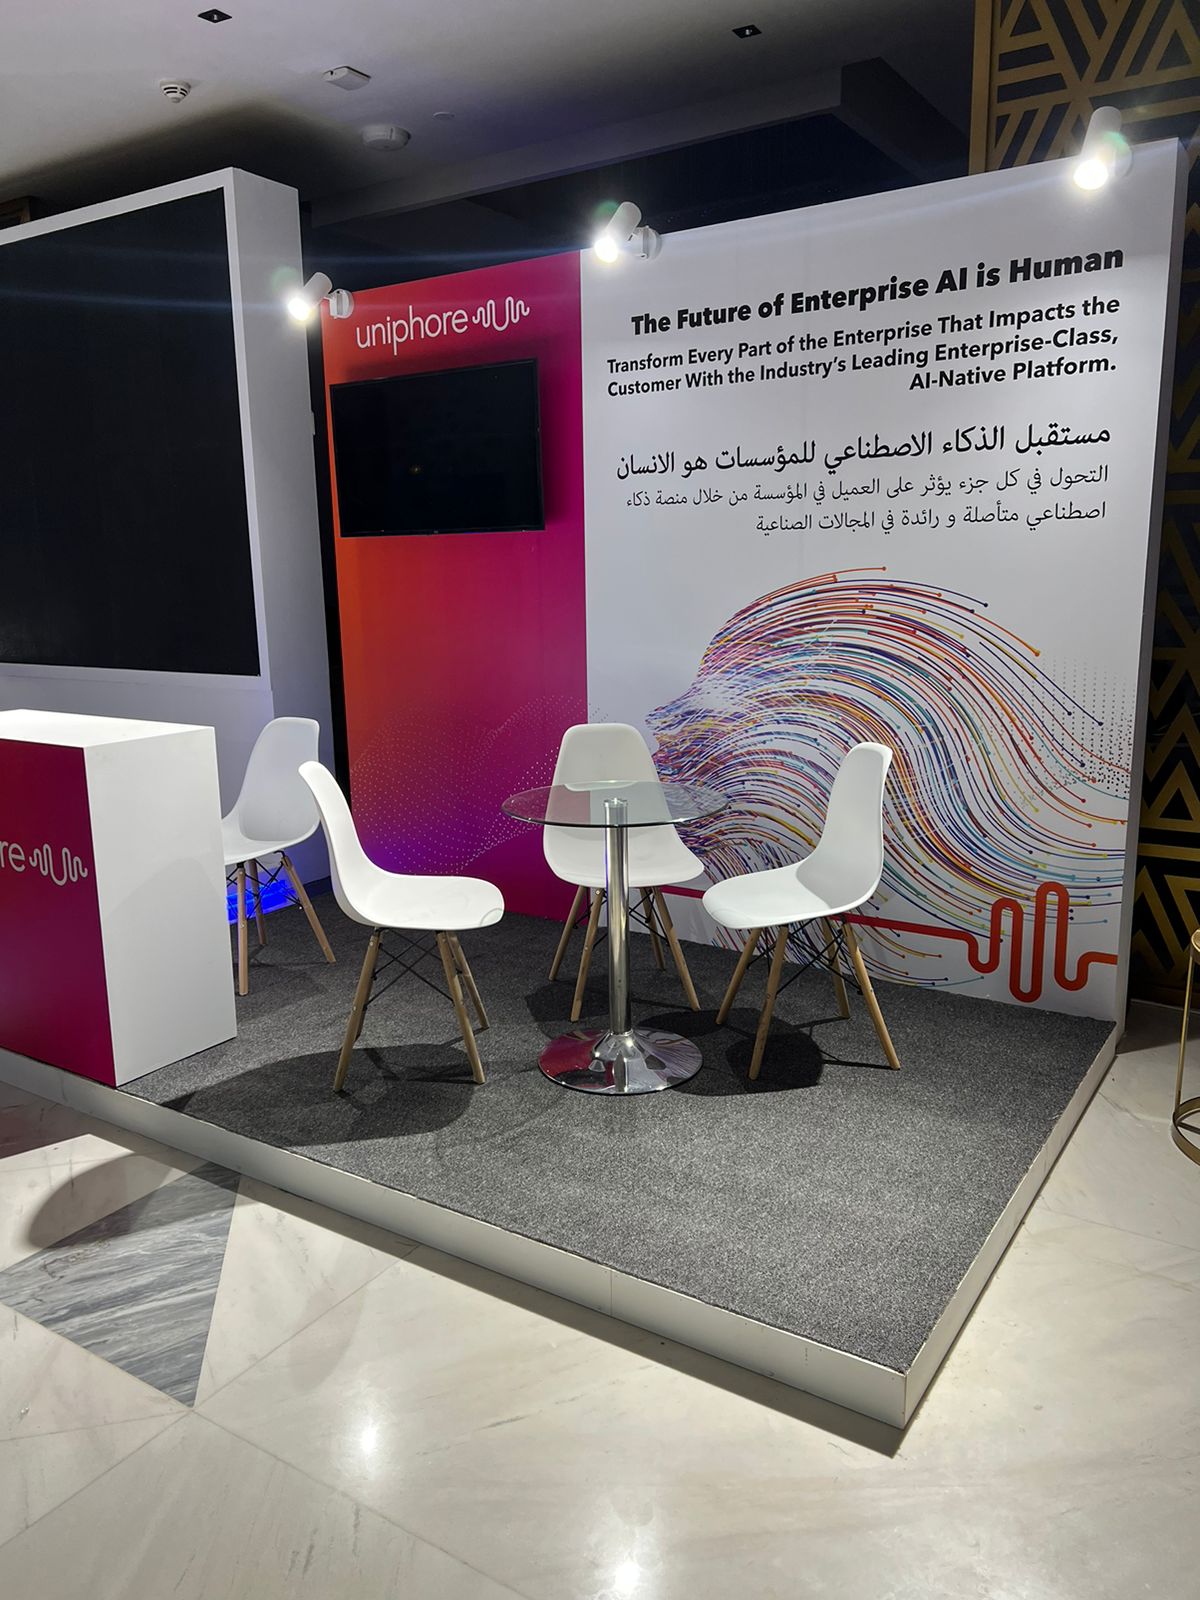 uniphore
The Future of Enterprise AI is Human
Transform Every Part of the Enterprise That Impacts the
Customer With the Industry's Leading Enterprise-Class,
AI-Native Platform.
مستقبل الذكاء الاصطناعي للمؤسسات هو الانسان
التحول في كل جزء يؤثر على العميل في المؤسسة من خلال منصة ذكاء
اصطناعي متأصلة و رائدة في المجالات الصناعية
re